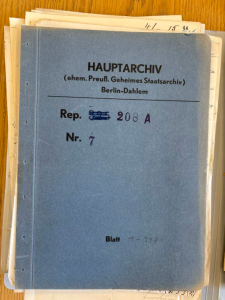 HAUPTARCHIV
(ehem. Preuß. Geheimes Staatsarchiv)
Berlin-Dahlem
Rep. 208 A
Nr. 7
Blatt